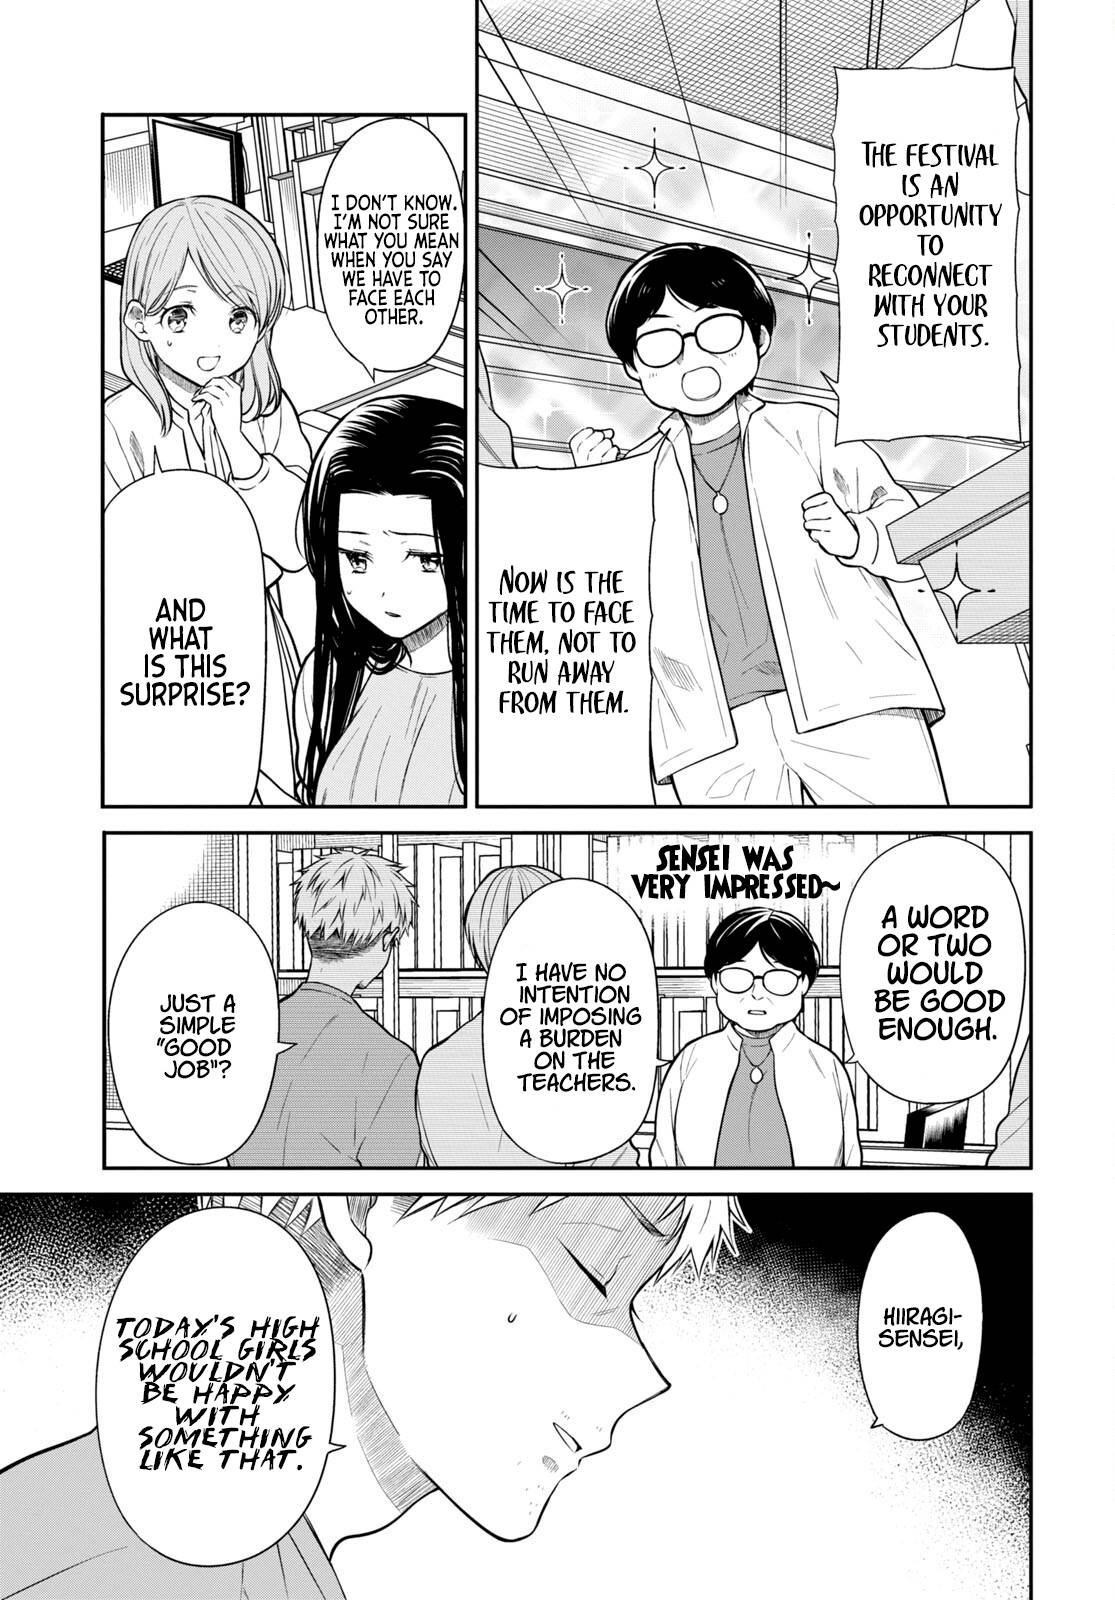 THE FESTIVAL
IS AN
OPPORTUNITY
TO
RECONNECT
WITH YOUR
STUDENTS.
NOW IS THE
TIME TO FACE
THEM, NOT TO
RUN AWAY
FROM THEM.
I DON'T KNOW.
I'M NOT SURE
WHAT YOU MEAN
WHEN YOU SAY
WE HAVE TO
FACE EACH
OTHER.
AND
WHAT
IS THIS
SURPRISE?
A WORD
OR TWO
WOULD
BE GOOD
ENOUGH.
SENSEI WAS
VERY IMPRESSED~
I HAVE NO
INTENTION
OF IMPOSING
A BURDEN
ON THE
TEACHERS.
JUST A
SIMPLE
"GOOD
JOB"?
HIIRAGI-
SENSEI,
TODAY'S HIGH
SCHOOL GIRLS
WOULDN'T
BE HAPPY
WITH
SOMETHING
LIKE THAT.